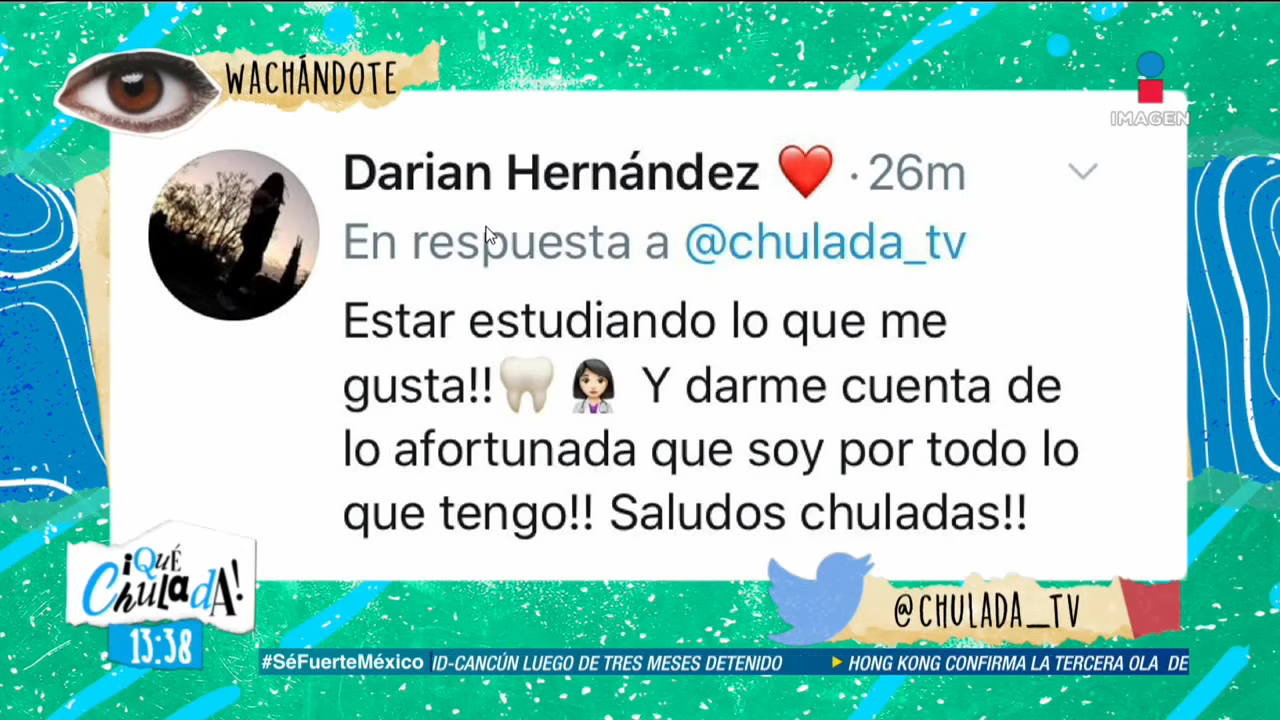 WACHÁNDOTE
IMAGEN
Darian Hernández ❤️ · 26m
En respuesta a @chulada_tv
Estar estudiando lo que me
gusta!!🦷👩🏻‍⚕️ Y darme cuenta de
lo afortunada que soy por todo lo
que tengo!! Saludos chuladas!!
¡QUÉ
ChuladA!
13:38
@CHULADA_TV
#SéFuerteMéxico ID-CANCÚN LUEGO DE TRES MESES DETENIDO HONG KONG CONFIRMA LA TERCERA OLA DE